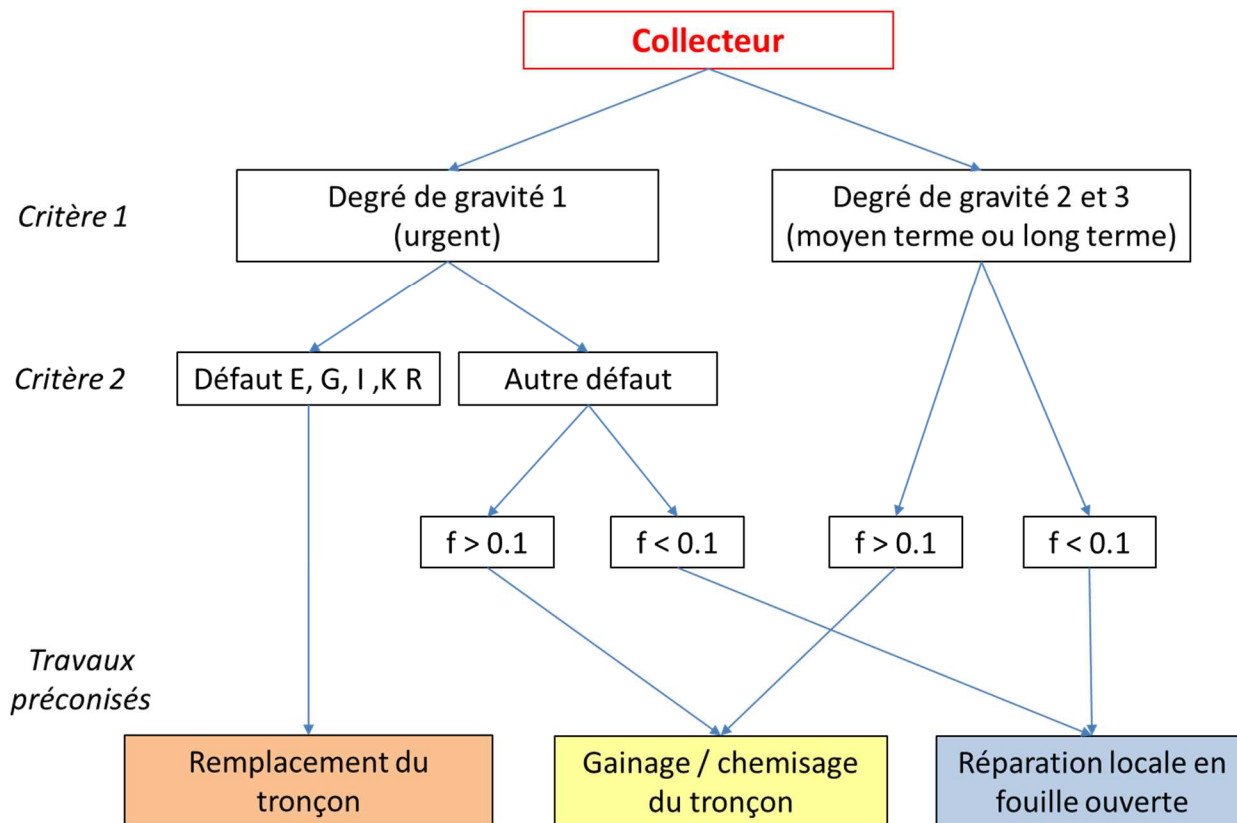 Collecteur
Critère 1
Degré de gravité 1
(urgent)
Degré de gravité 2 et 3
(moyen terme ou long terme)
Critère 2
Défaut E, G, I ,K R
Autre défaut
f > 0.1
f < 0.1
f > 0.1
f < 0.1
Travaux
préconisés
Remplacement du
tronçon
Gainage / chemisage
du tronçon
Réparation locale en
fouille ouverte